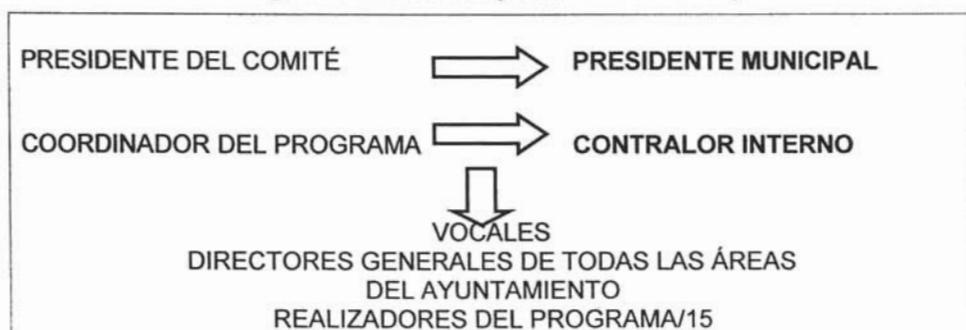 PRESIDENTE DEL COMITÉ PRESIDENTE MUNICIPAL
COORDINADOR DEL PROGRAMA CONTRALOR INTERNO
VOCALES
DIRECTORES GENERALES DE TODAS LAS ÁREAS
DEL AYUNTAMIENTO
REALIZADORES DEL PROGRAMA/15